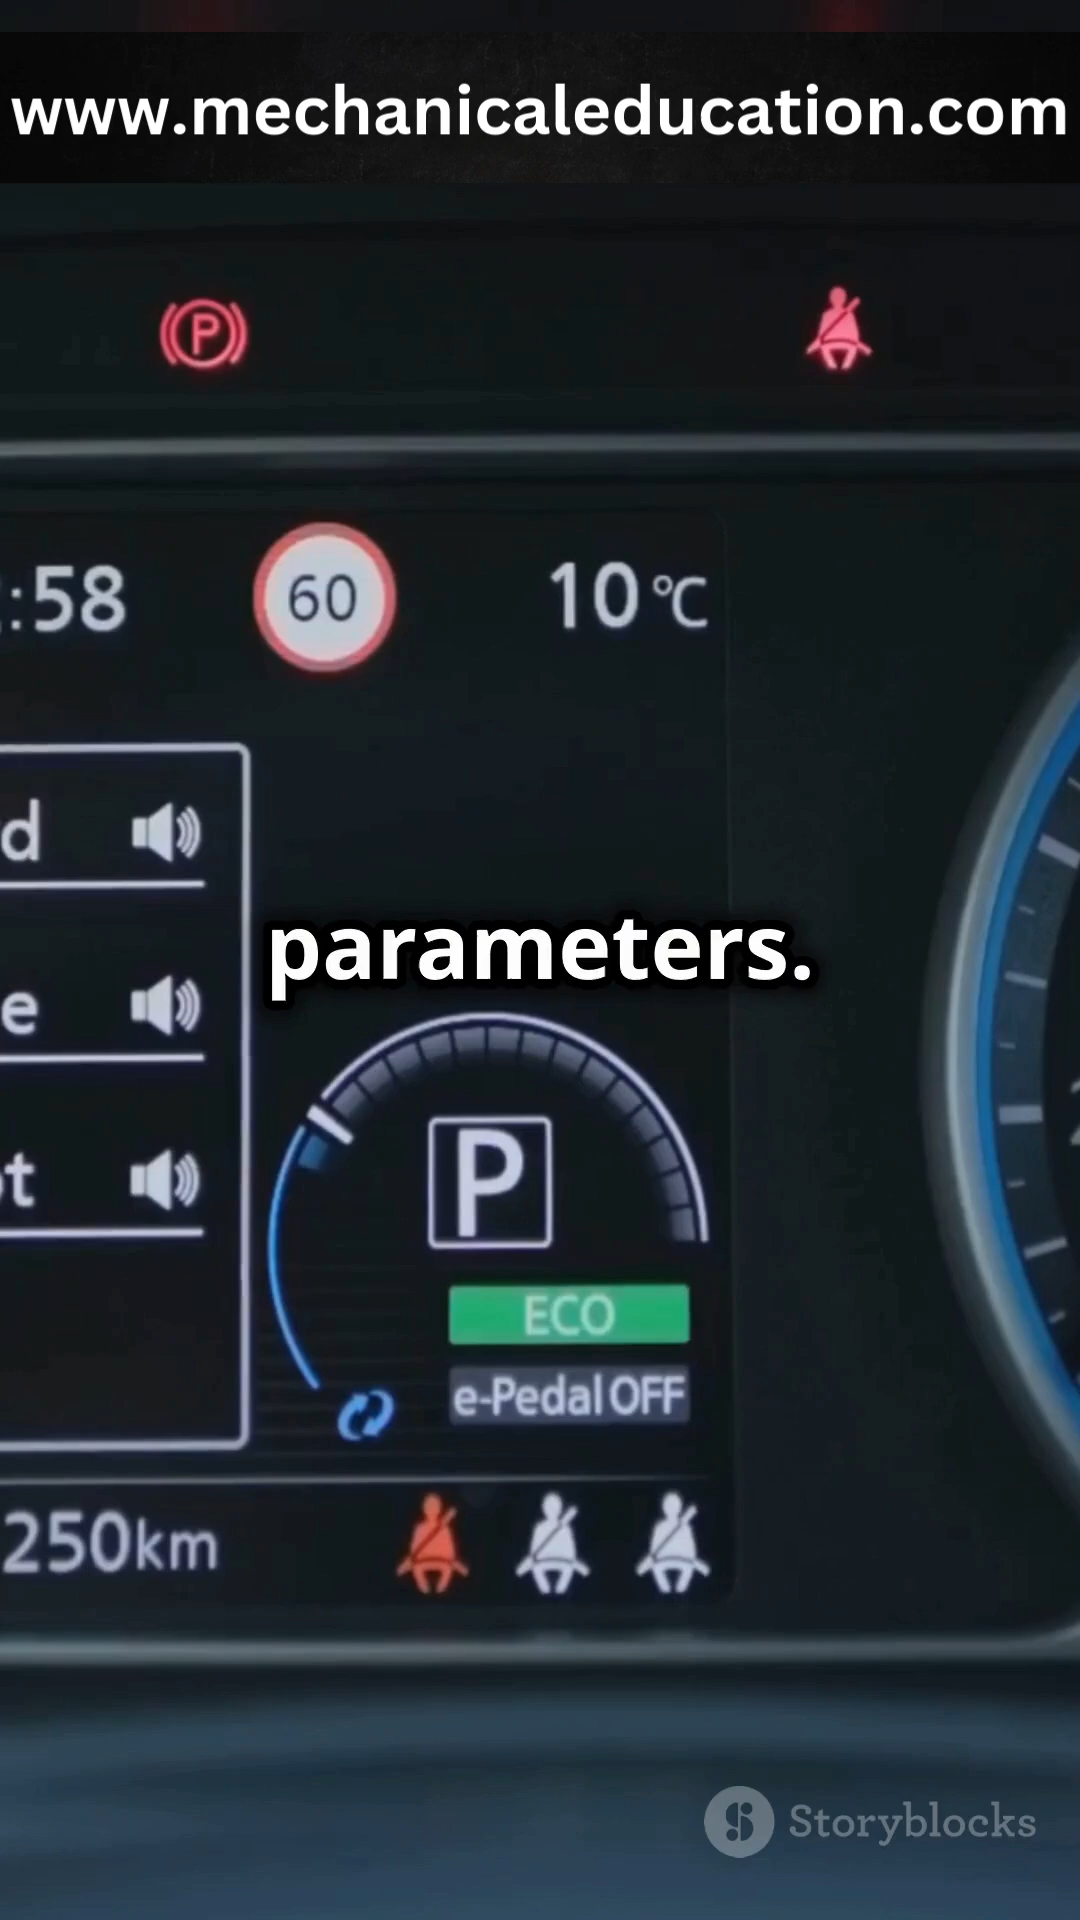 www.mechanicaleducation.com
P
:58
60
10°C
d
e
parameters.
t
P
ECO
e-Pedal OFF
250km
Storyblocks